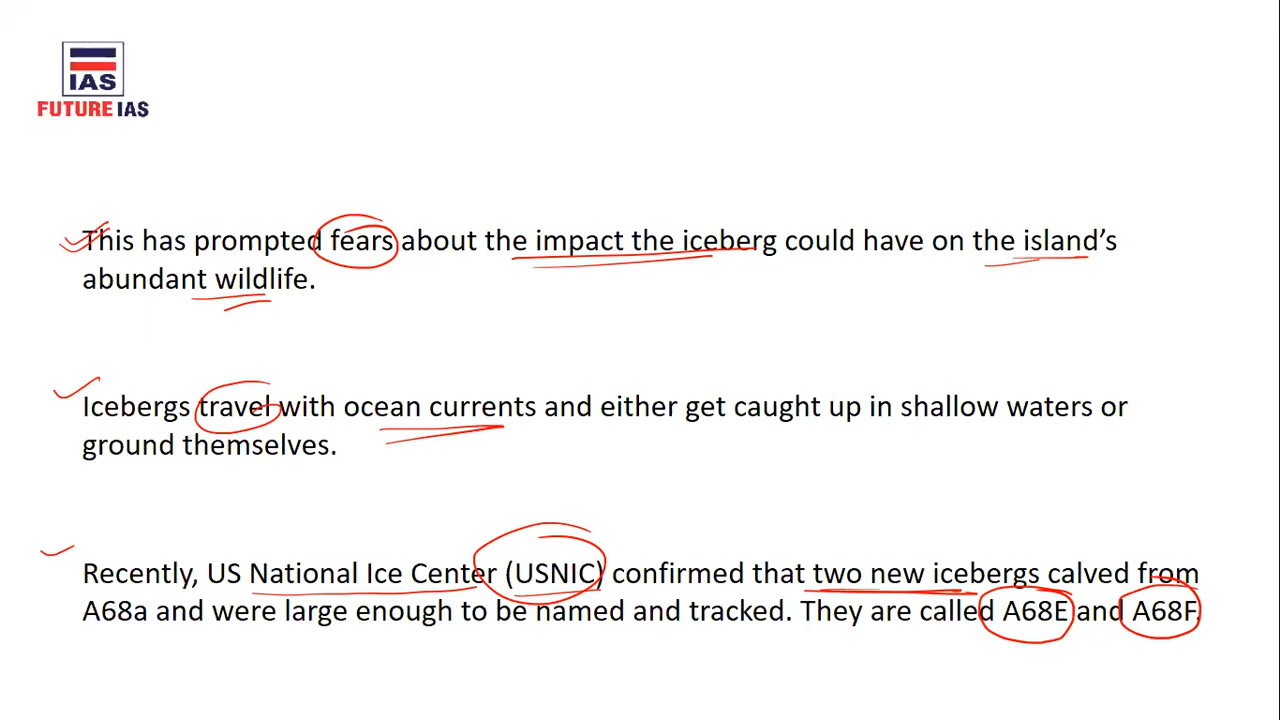 IAS
FUTURE IAS
This has prompted fears about the impact the iceberg could have on the island’s
abundant wildlife.
Icebergs travel with ocean currents and either get caught up in shallow waters or
ground themselves.
Recently, US National Ice Center (USNIC) confirmed that two new icebergs calved from
A68a and were large enough to be named and tracked. They are called A68E and A68F.